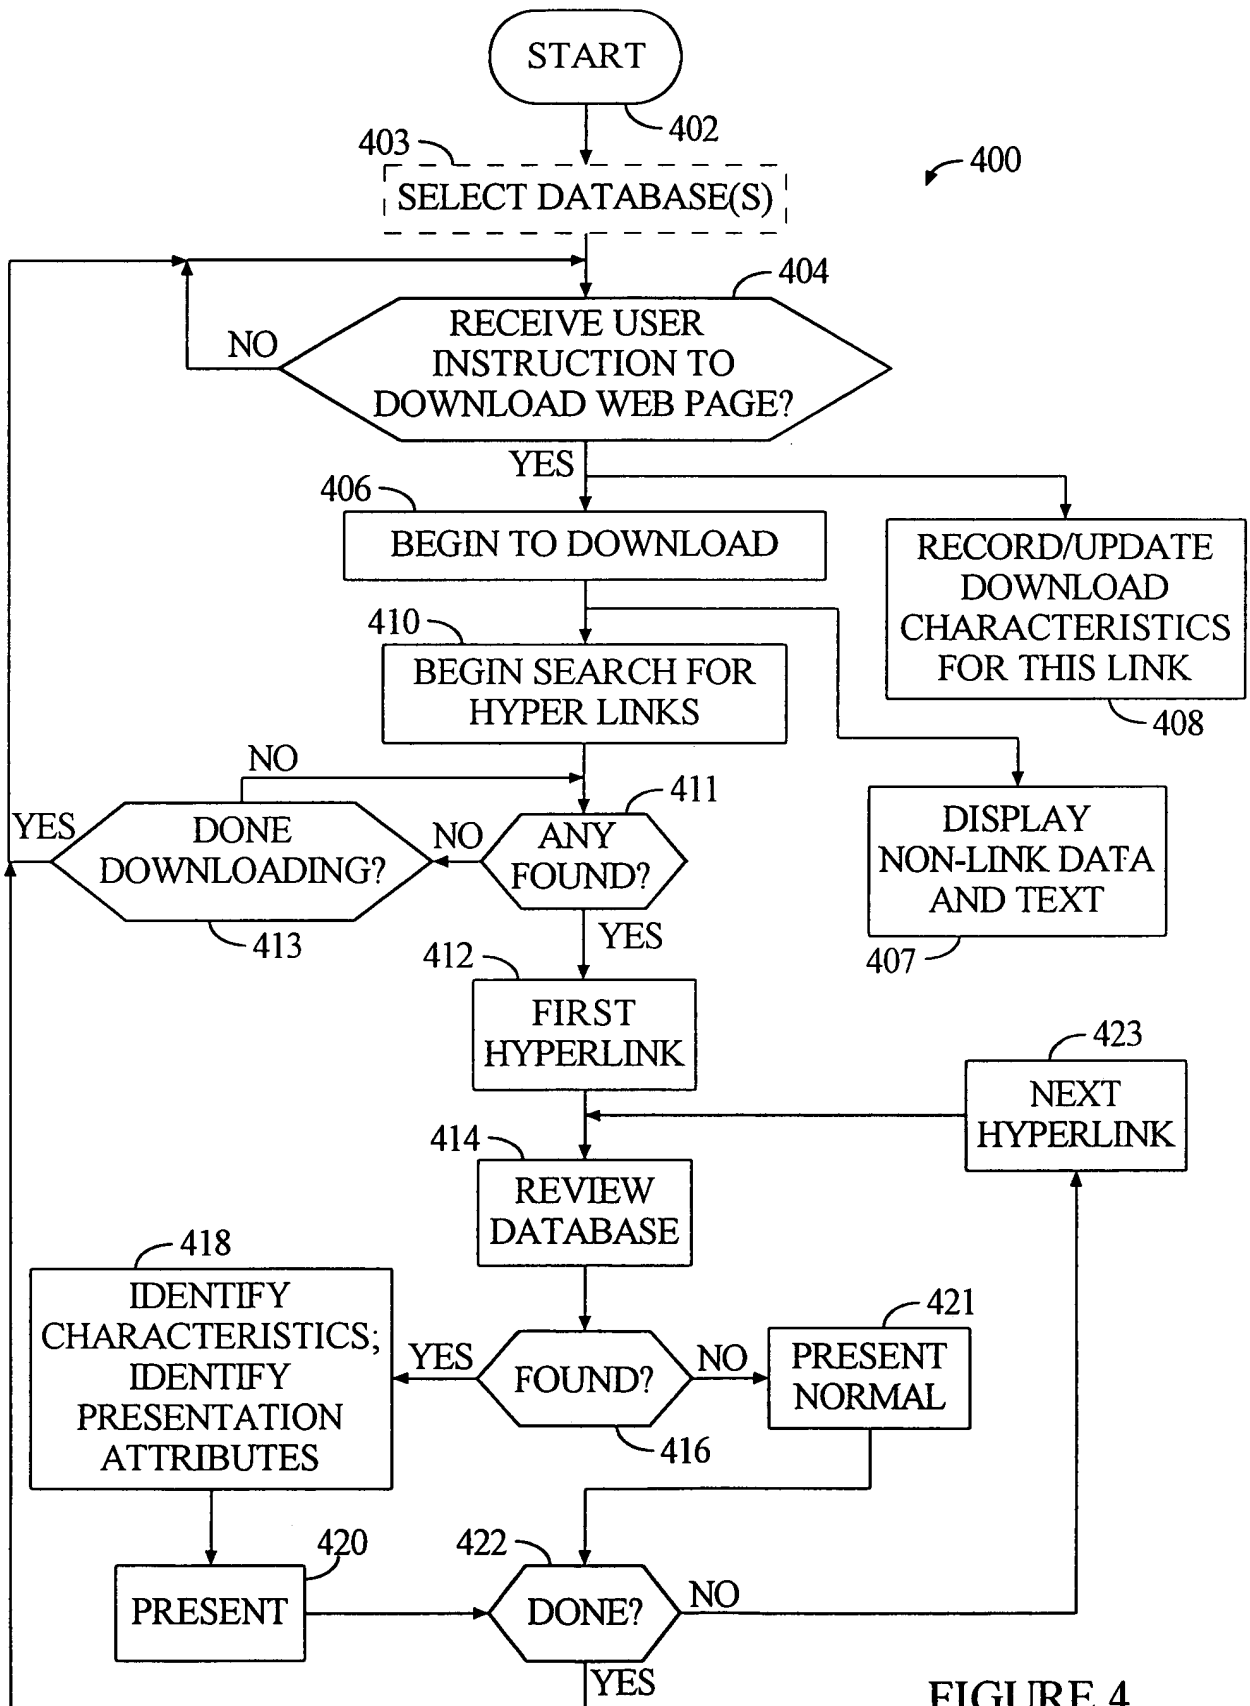 START
402
403
400
SELECT DATABASE(S)
404
RECEIVE USER
INSTRUCTION TO
DOWNLOAD WEB PAGE?
NO
YES
406
BEGIN TO DOWNLOAD
RECORD/UPDATE
DOWNLOAD
CHARACTERISTICS
FOR THIS LINK
408
410
BEGIN SEARCH FOR
HYPER LINKS
NO
411
YES
DONE
DOWNLOADING?
413
NO
ANY
FOUND?
YES
DISPLAY
NON-LINK DATA
AND TEXT
407
412
FIRST
HYPERLINK
423
NEXT
HYPERLINK
414
REVIEW
DATABASE
418
IDENTIFY
CHARACTERISTICS;
IDENTIFY
PRESENTATION
ATTRIBUTES
YES
FOUND?
416
NO
421
PRESENT
NORMAL
420
PRESENT
422
DONE?
NO
YES
FIGURE 4